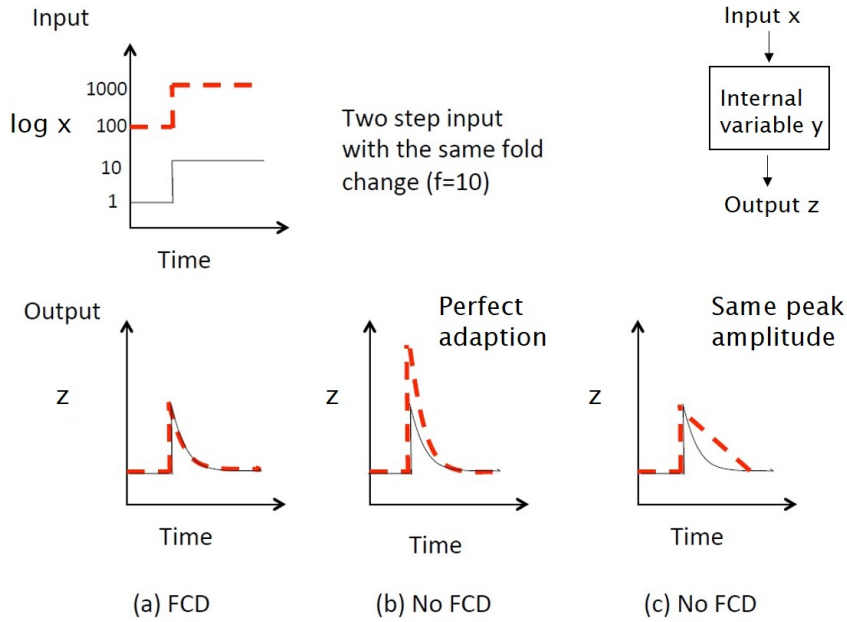 Input
1000
log x
100
10
1
Time
Two step input
with the same fold
change (f=10)
Input x
Internal
variable y
Output z
Output
z
Time
(a) FCD
Perfect
adaption
z
Time
(b) No FCD
Same peak
amplitude
z
Time
(c) No FCD